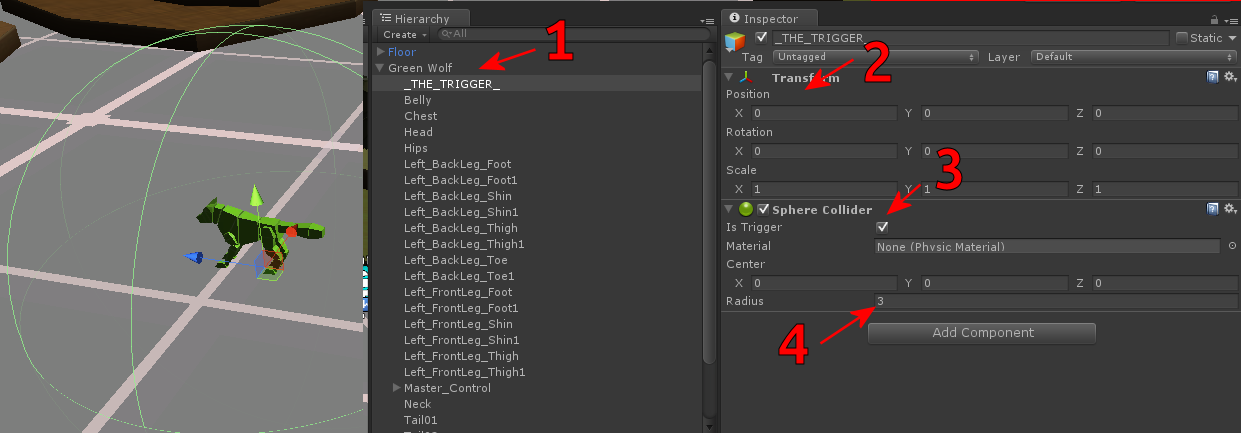 Hierarchy
Create
All
1
Floor
Green Wolf
_THE_TRIGGER_
Belly
Chest
Head
Hips
Left_BackLeg_Foot
Left_BackLeg_Foot1
Left_BackLeg_Shin
Left_BackLeg_Shin1
Left_BackLeg_Thigh
Left_BackLeg_Thigh1
Left_BackLeg_Toe
Left_BackLeg_Toe1
Left_FrontLeg_Foot
Left_FrontLeg_Foot1
Left_FrontLeg_Shin
Left_FrontLeg_Shin1
Left_FrontLeg_Thigh
Left_FrontLeg_Thigh1
Master_Control
Neck
Tail01
Inspector
_THE_TRIGGER_
Static
Tag Untagged Layer Default
2
Transform
Position
X 0 Y 0 Z 0
Rotation
X 0 Y 0 Z 0
3
Scale
X 1 Y 1 Z 1
Sphere Collider
Is Trigger
Material None (Physic Material)
Center
X 0 Y 0 Z 0
Radius 3
4
Add Component